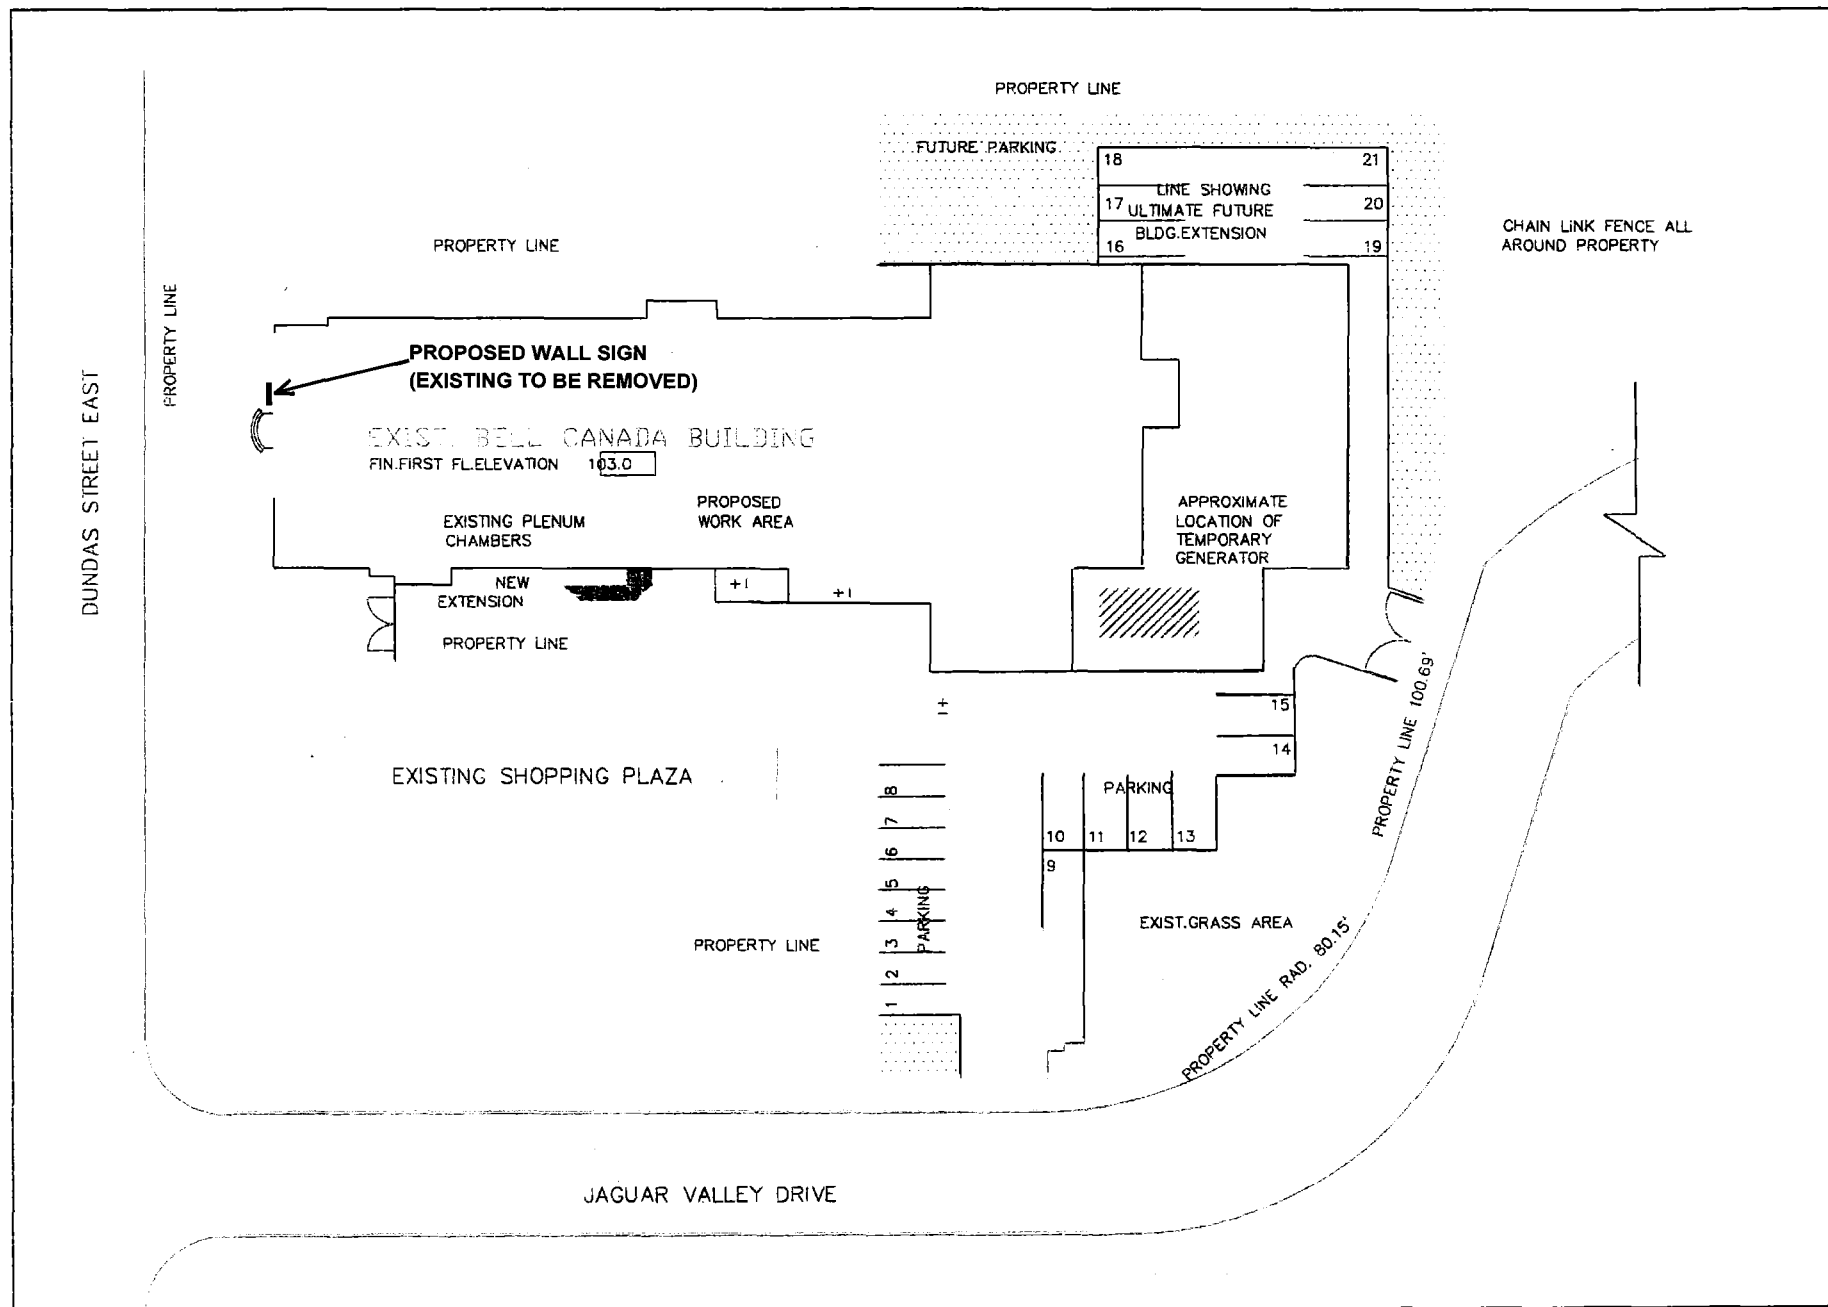 PROPERTY LINE
FUTURE PARKING
18
21
LINE SHOWING
17
ULTIMATE FUTURE
20
BLDG.EXTENSION
16
19
CHAIN LINK FENCE ALL
AROUND PROPERTY
PROPERTY LINE
PROPERTY LINE
PROPOSED WALL SIGN
(EXISTING TO BE REMOVED)
DUNDAS STREET EAST
EXIST. BELL CANADA BUILDING
FIN.FIRST FL.ELEVATION 103.0
EXISTING PLENUM
CHAMBERS
PROPOSED
WORK AREA
APPROXIMATE
LOCATION OF
TEMPORARY
GENERATOR
NEW
EXTENSION
+1
+1
PROPERTY LINE
PROPERTY LINE 100.69'
+1
15
14
EXISTING SHOPPING PLAZA
PARKING
8
7
6
5
4
3
2
1
PARKING
10
11
12
13
9
EXIST.GRASS AREA
PROPERTY LINE
PROPERTY LINE RAD. 80.15'
JAGUAR VALLEY DRIVE